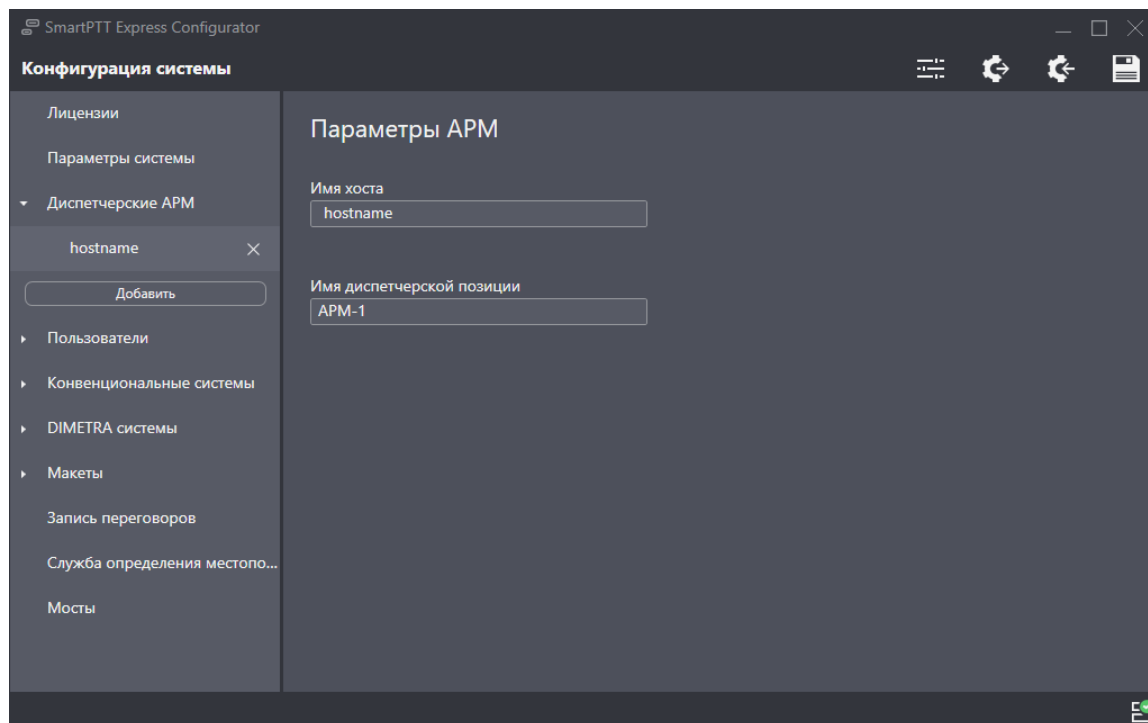 SmartPTT Express Configurator
Конфигурация системы
Лицензии
Параметры системы
Диспетчерские АРМ
hostname
Добавить
Пользователи
Конвенциональные системы
DIMETRA системы
Макеты
Запись переговоров
Служба определения местопо...
Мосты
Параметры АРМ
Имя хоста
hostname
Имя диспетчерской позиции
АРМ-1